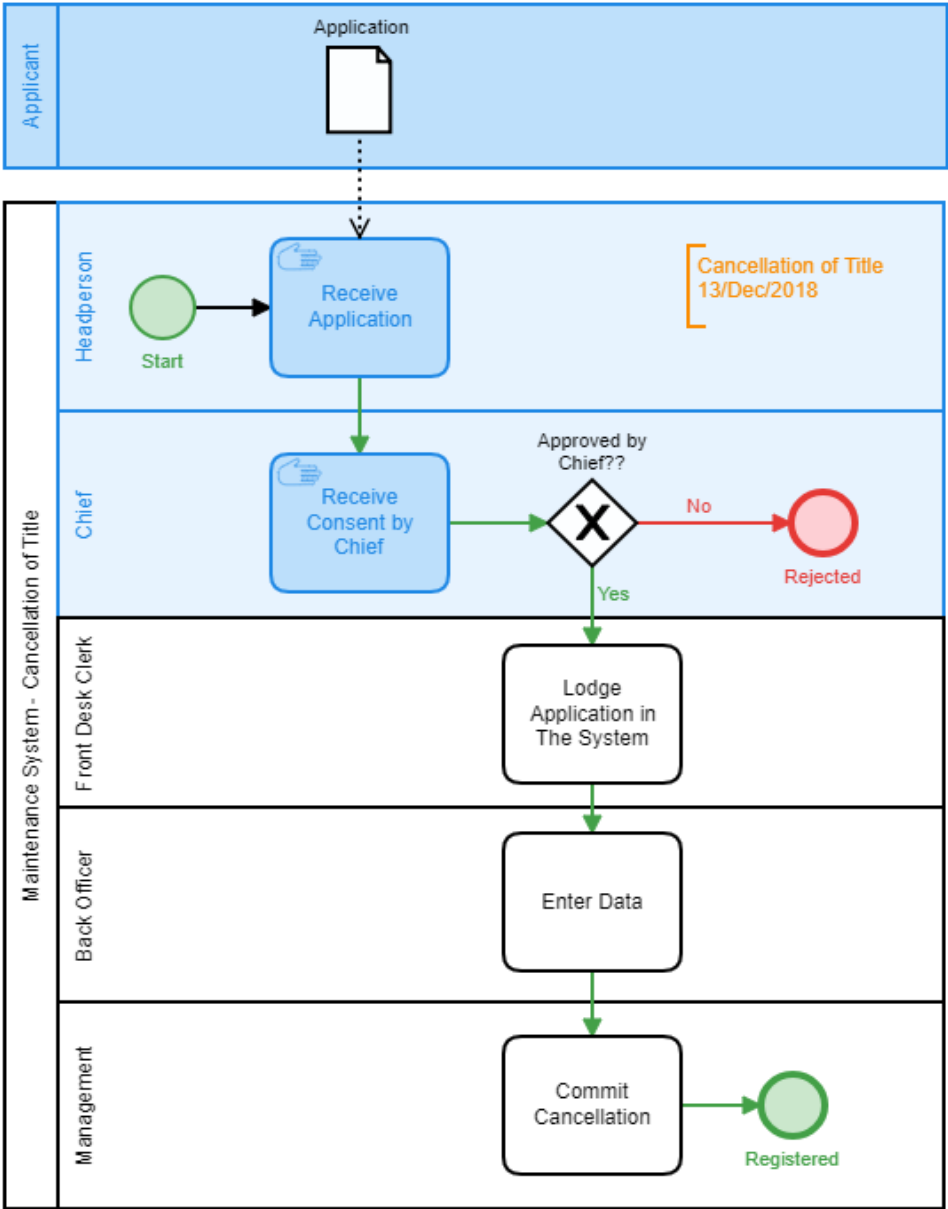 Application
Applicant
Maintenance System - Cancellation of Title
Headperson
Start
Receive
Application
Cancellation of Title
13/Dec/2018
Chief
Receive
Consent by
Chief
Approved by
Chief??
No
Rejected
Yes
Front Desk Clerk
Lodge
Application in
The System
Back Officer
Enter Data
Management
Commit
Cancellation
Registered